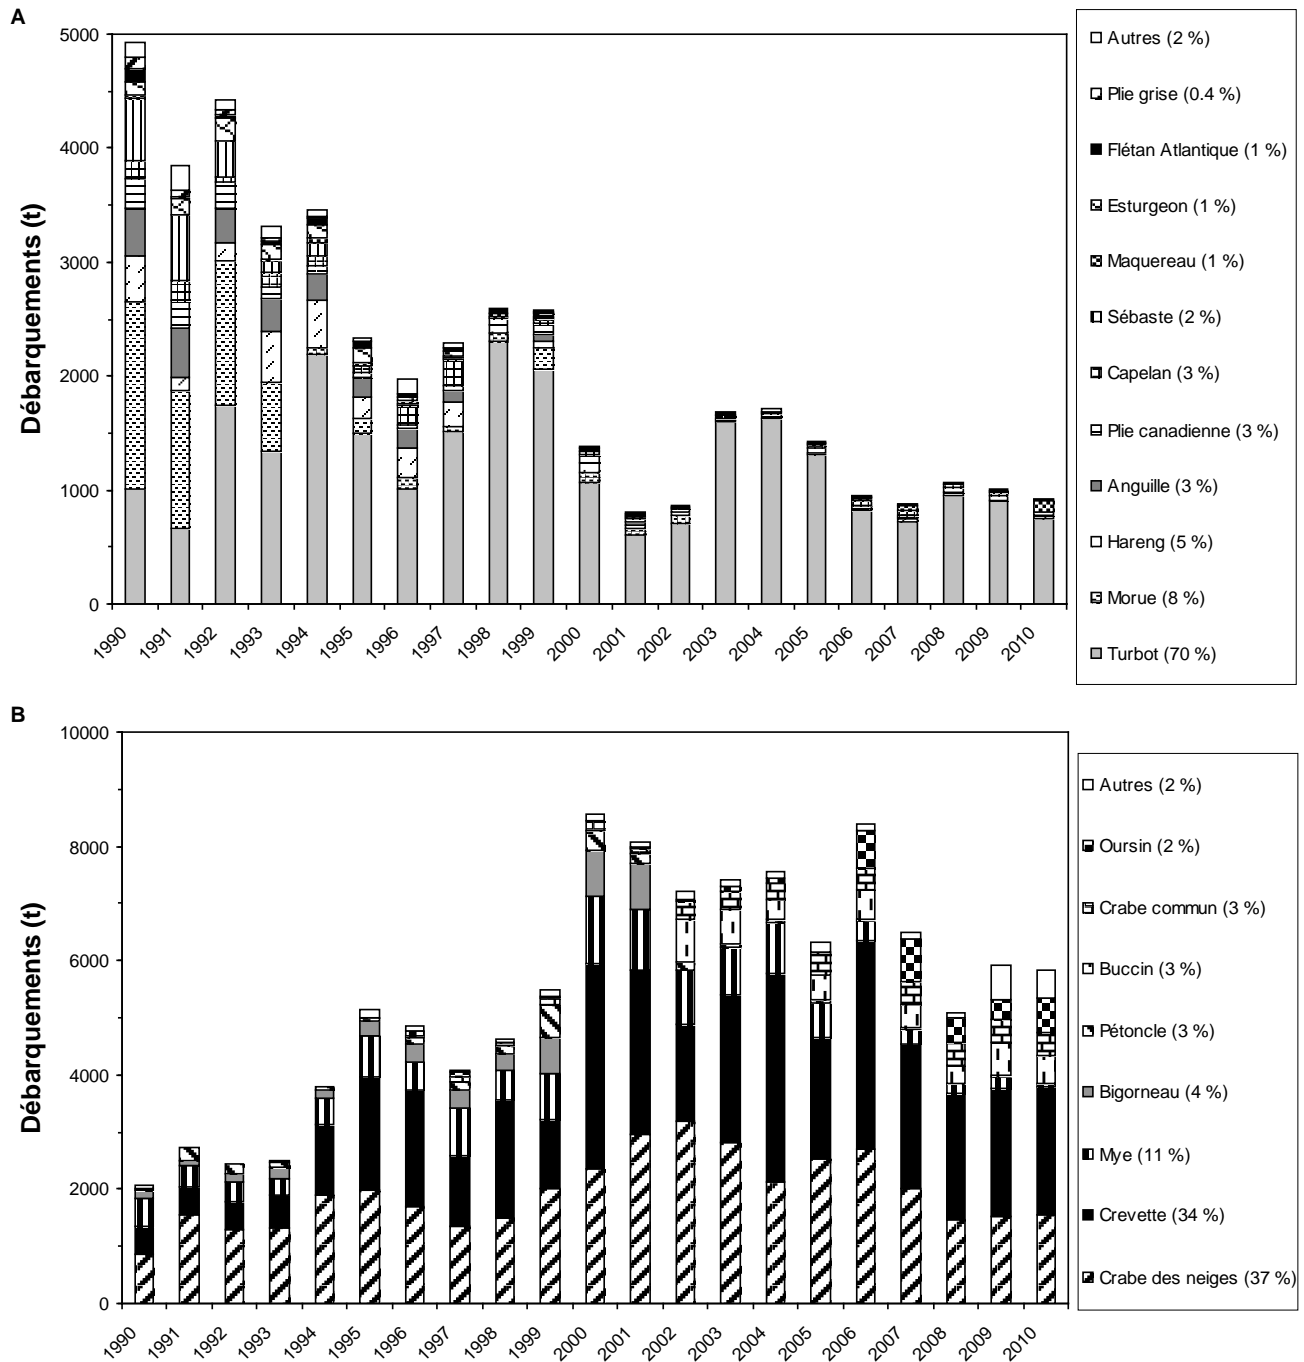 A
Débarquements (t)
5000
4000
3000
2000
1000
0
1990
1991
1992
1993
1994
1995
1996
1997
1998
1999
2000
2001
2002
2003
2004
2005
2006
2007
2008
2009
2010
Autres (2 %)
Plie grise (0.4 %)
Flétan Atlantique (1 %)
Esturgeon (1 %)
Maquereau (1 %)
Sébaste (2 %)
Capelan (3 %)
Plie canadienne (3 %)
Anguille (3 %)
Hareng (5 %)
Morue (8 %)
Turbot (70 %)
B
Débarquements (t)
10000
8000
6000
4000
2000
0
1990
1991
1992
1993
1994
1995
1996
1997
1998
1999
2000
2001
2002
2003
2004
2005
2006
2007
2008
2009
2010
Autres (2 %)
Oursin (2 %)
Crabe commun (3 %)
Buccin (3 %)
Pétoncle (3 %)
Bigorneau (4 %)
Mye (11 %)
Crevette (34 %)
Crabe des neiges (37 %)